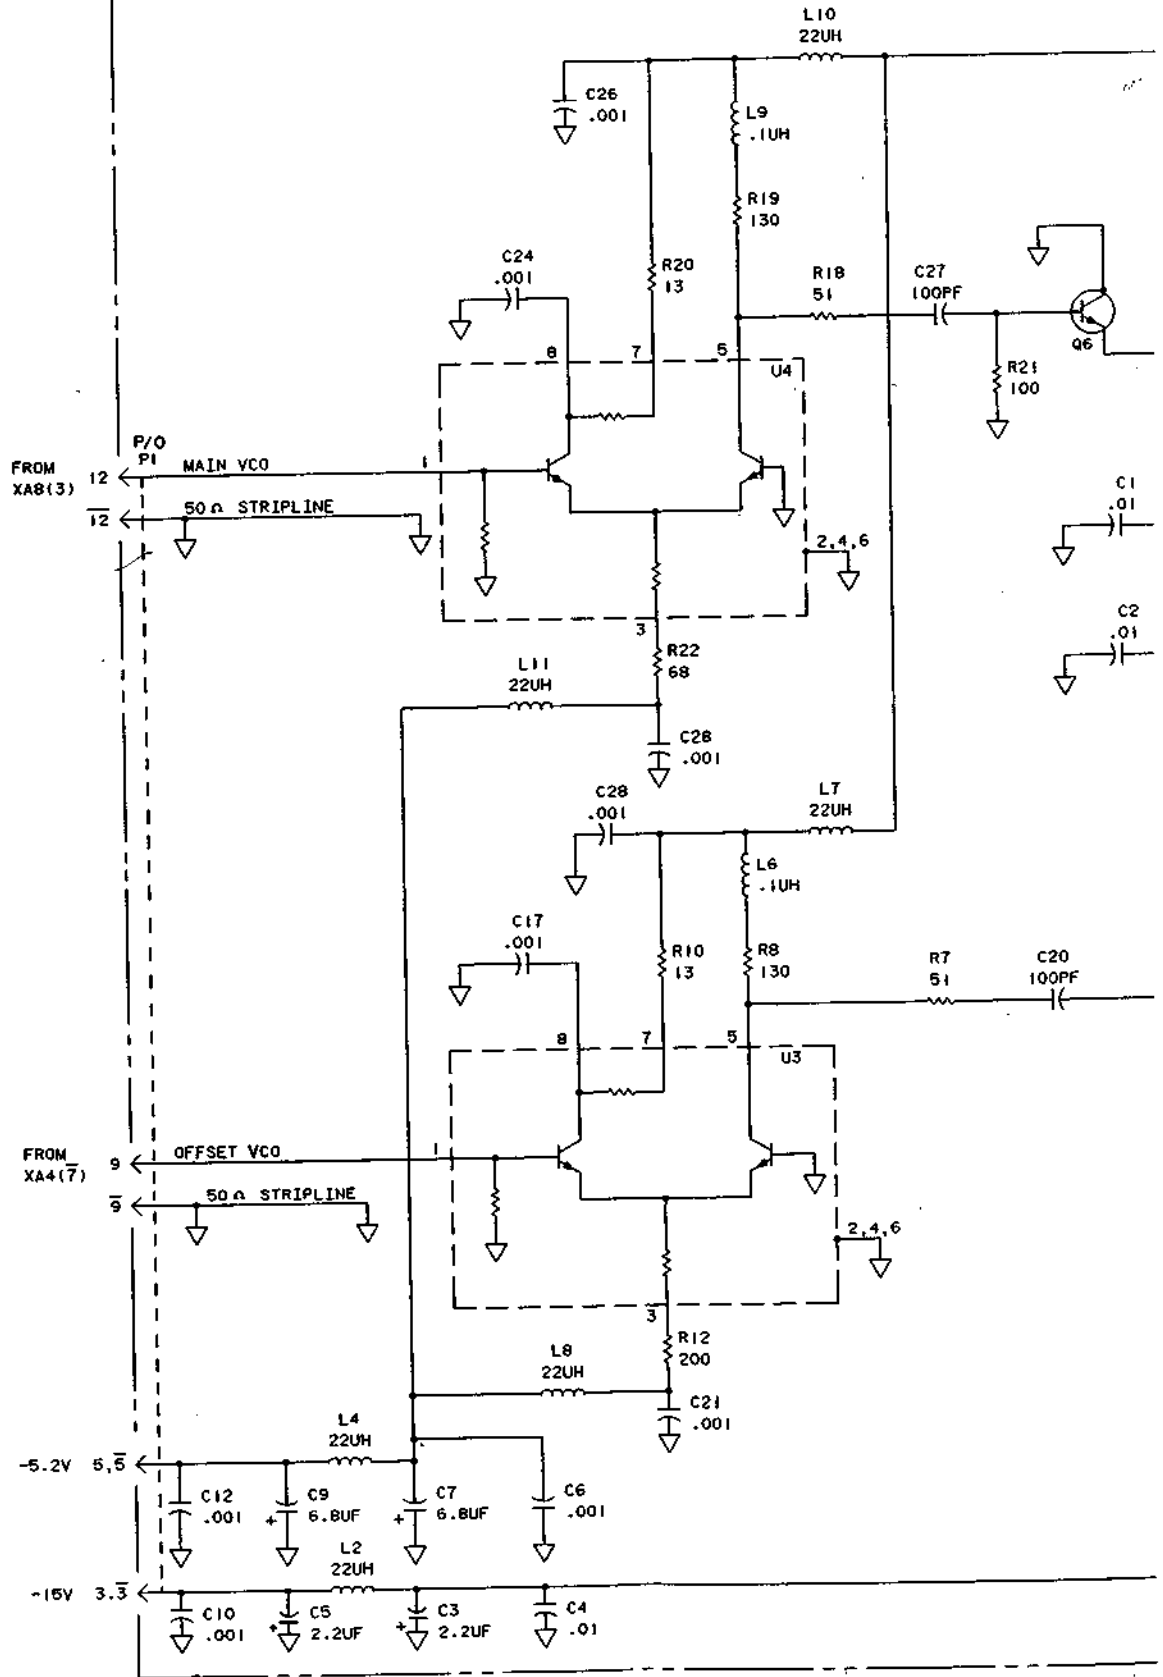 L10
22UH
C26
.001
L9
.1UH
R19
130
C24
.001
R20
13
R18
51
C27
100PF
8
7
5
U4
Q6
R21
100
P/O
P1
FROM
XA8(3)
12
MAIN VCO
1
12
50Ω STRIPLINE
2,4,6
C1
.01
3
R22
68
C2
.01
L11
22UH
C28
.001
C28
.001
L7
22UH
L6
.1UH
C17
.001
R10
13
R8
130
R7
51
C20
100PF
8
7
5
U3
FROM
XA4(7̅)
9
OFFSET VCO
1
9̅
50Ω STRIPLINE
2,4,6
3
R12
200
L8
22UH
C21
.001
L4
22UH
-5.2V 5,5̅
C12
.001
C9
6.8UF
+
C7
6.8UF
+
C6
.001
L2
22UH
-15V 3.3̅
C10
.001
C5
2.2UF
+
C3
2.2UF
+
C4
.01